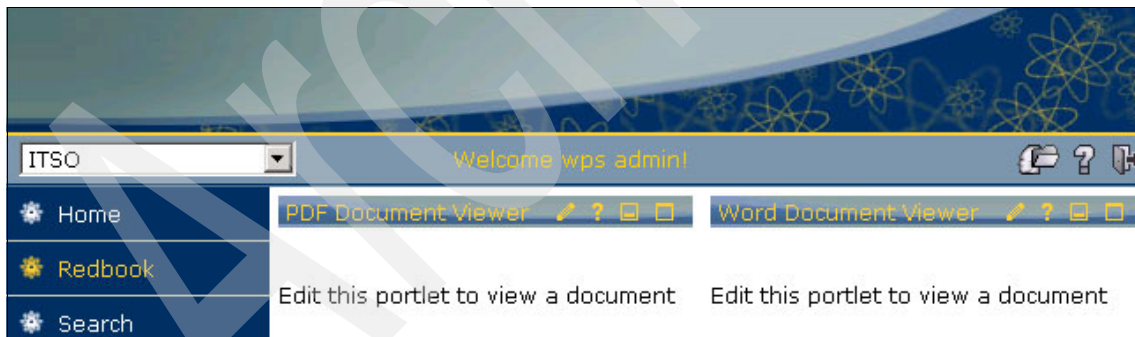 ITSO
Welcome wps admin!
Home
Redbook
Search
PDF Document Viewer ?
Word Document Viewer ?
Edit this portlet to view a document
Edit this portlet to view a document